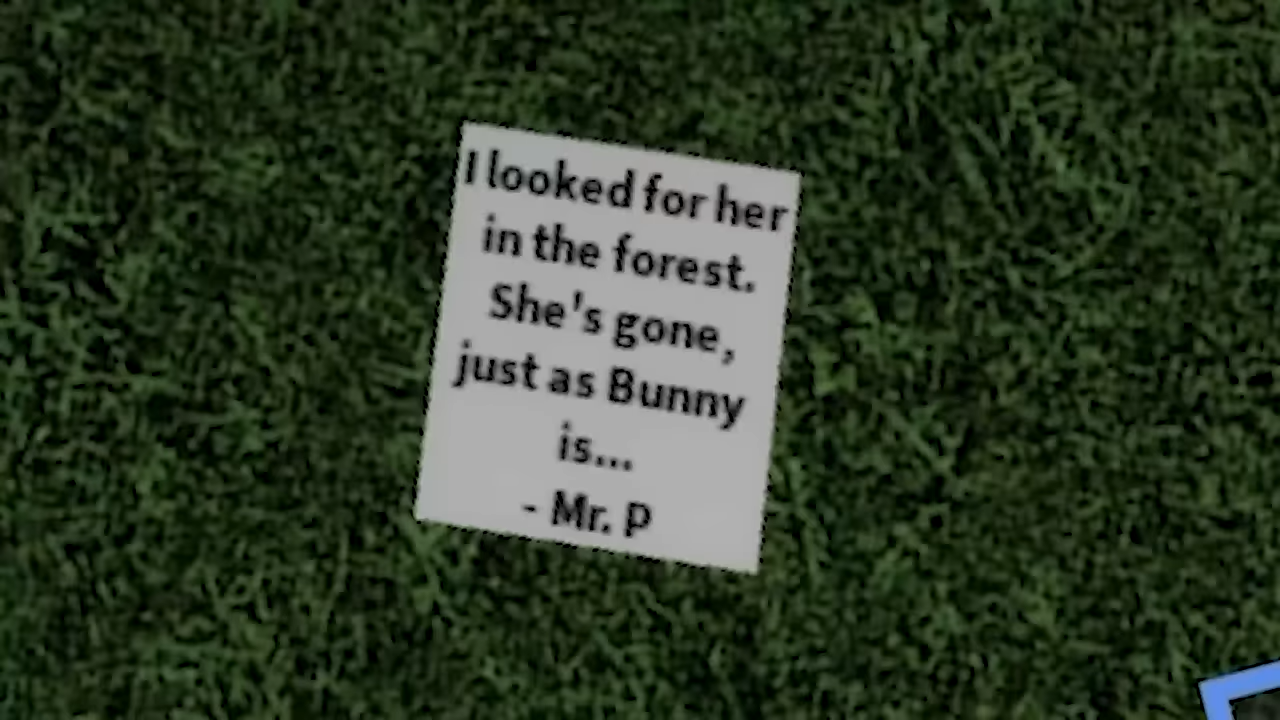 I looked for her
in the forest.
She's gone,
just as Bunny
is...
- Mr. P